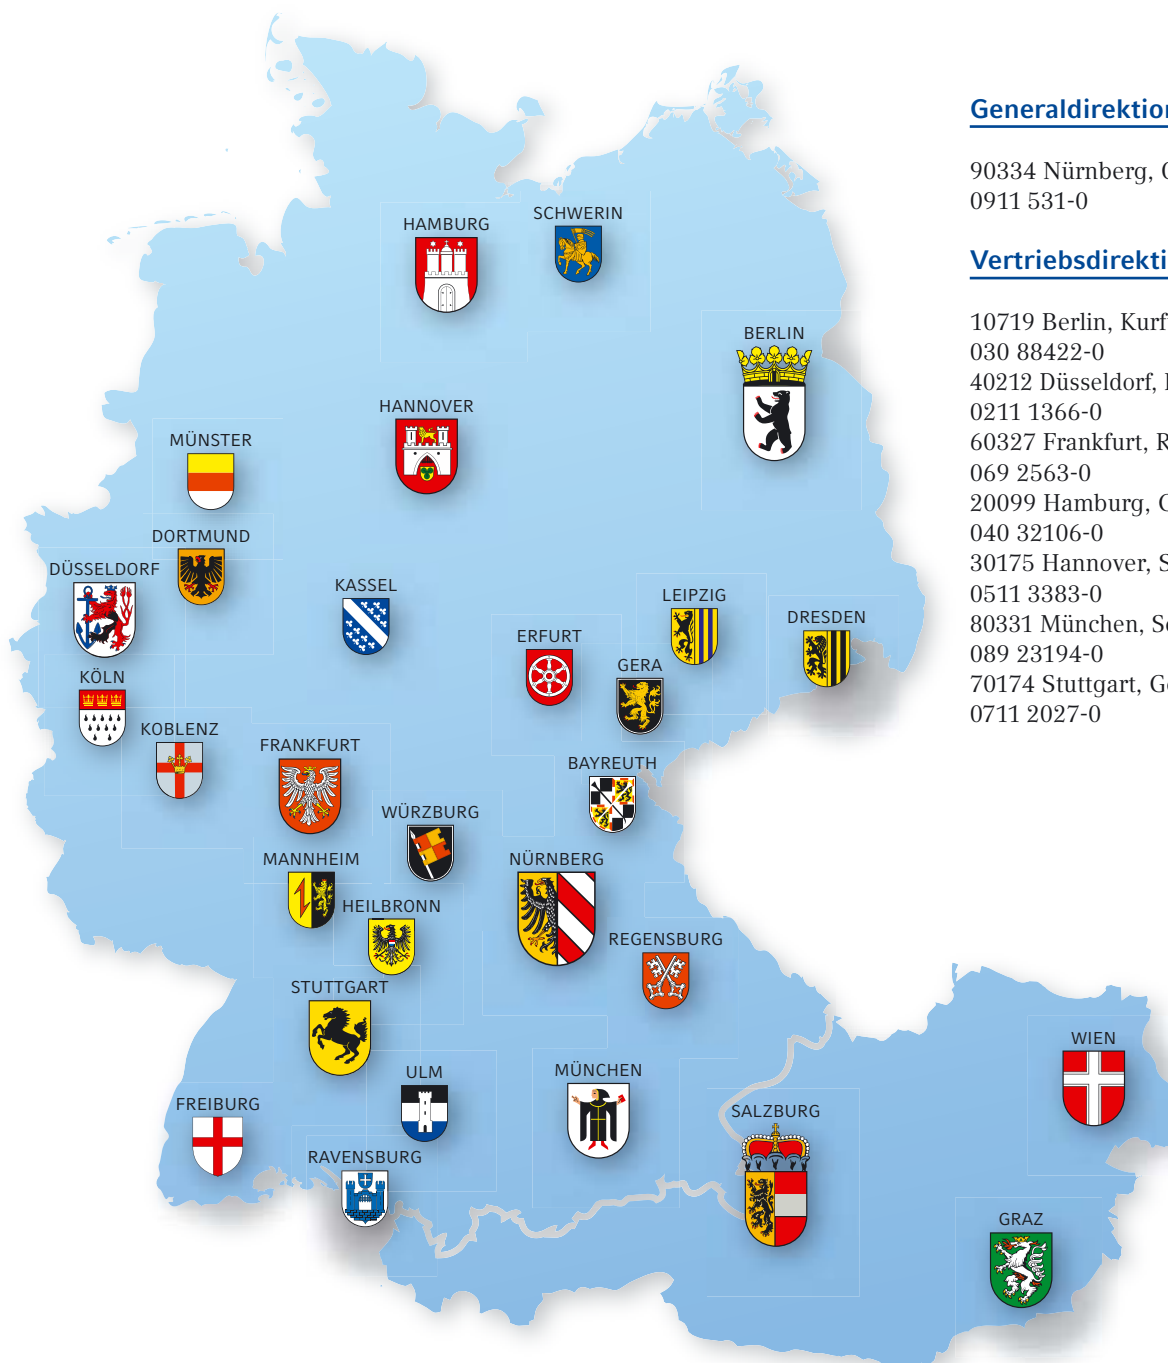 HAMBURG
SCHWERIN
BERLIN
HANNOVER
MÜNSTER
DORTMUND
DÜSSELDORF
KASSEL
LEIPZIG
DRESDEN
ERFURT
GERA
KÖLN
KOBLENZ
FRANKFURT
BAYREUTH
WÜRZBURG
MANNHEIM
NÜRNBERG
HEILBRONN
REGENSBURG
STUTTGART
ULM
MÜNCHEN
FREIBURG
RAVENSBURG
SALZBURG
WIEN
GRAZ
Generaldirektion
90334 Nürnberg,
0911 531-0
Vertriebsdirekti
10719 Berlin, Kurf
030 88422-0
40212 Düsseldorf,
0211 1366-0
60327 Frankfurt, R
069 2563-0
20099 Hamburg,
040 32106-0
30175 Hannover, S
0511 3383-0
80331 München, So
089 23194-0
70174 Stuttgart, Ge
0711 2027-0